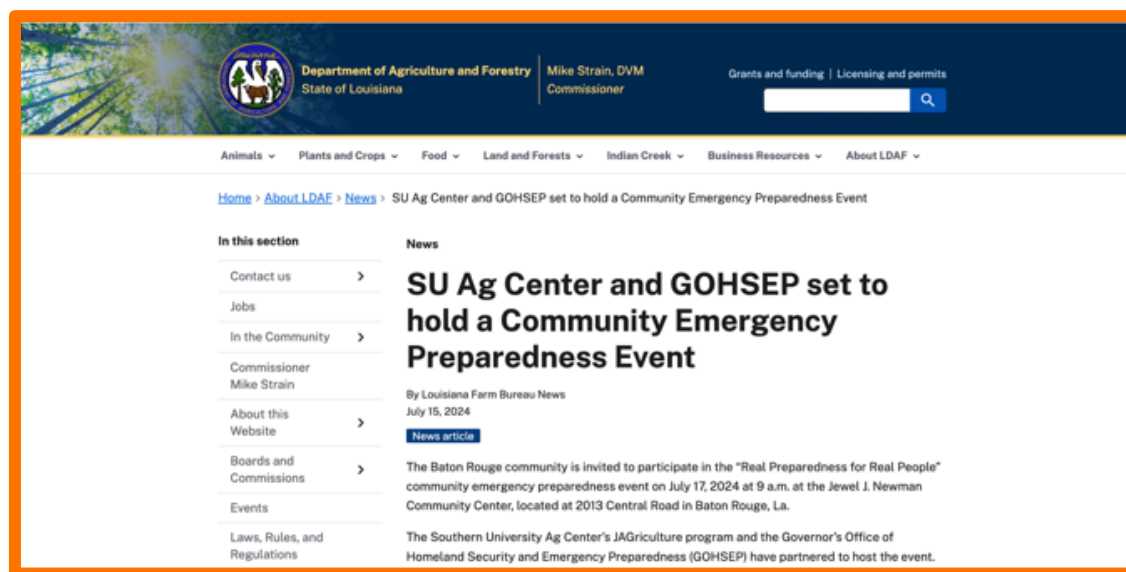 Louisiana
Department of Agriculture and Forestry
State of Louisiana
Mike Strain, DVM
Commissioner
Grants and funding | Licensing and permits
Animals
Plants and Crops
Food
Land and Forests
Indian Creek
Business Resources
About LDAF
Home > About LDAF > News > SU Ag Center and GOHSEP set to hold a Community Emergency Preparedness Event
In this section
Contact us
Jobs
In the Community
Commissioner
Mike Strain
About this
Website
Boards and
Commissions
Events
Laws, Rules, and
Regulations
News
SU Ag Center and GOHSEP set to
hold a Community Emergency
Preparedness Event
By Louisiana Farm Bureau News
July 15, 2024
News article
The Baton Rouge community is invited to participate in the “Real Preparedness for Real People”
community emergency preparedness event on July 17, 2024 at 9 a.m. at the Jewel J. Newman
Community Center, located at 2013 Central Road in Baton Rouge, La.
The Southern University Ag Center’s JAGriculture program and the Governor’s Office of
Homeland Security and Emergency Preparedness (GOHSEP) have partnered to host the event.